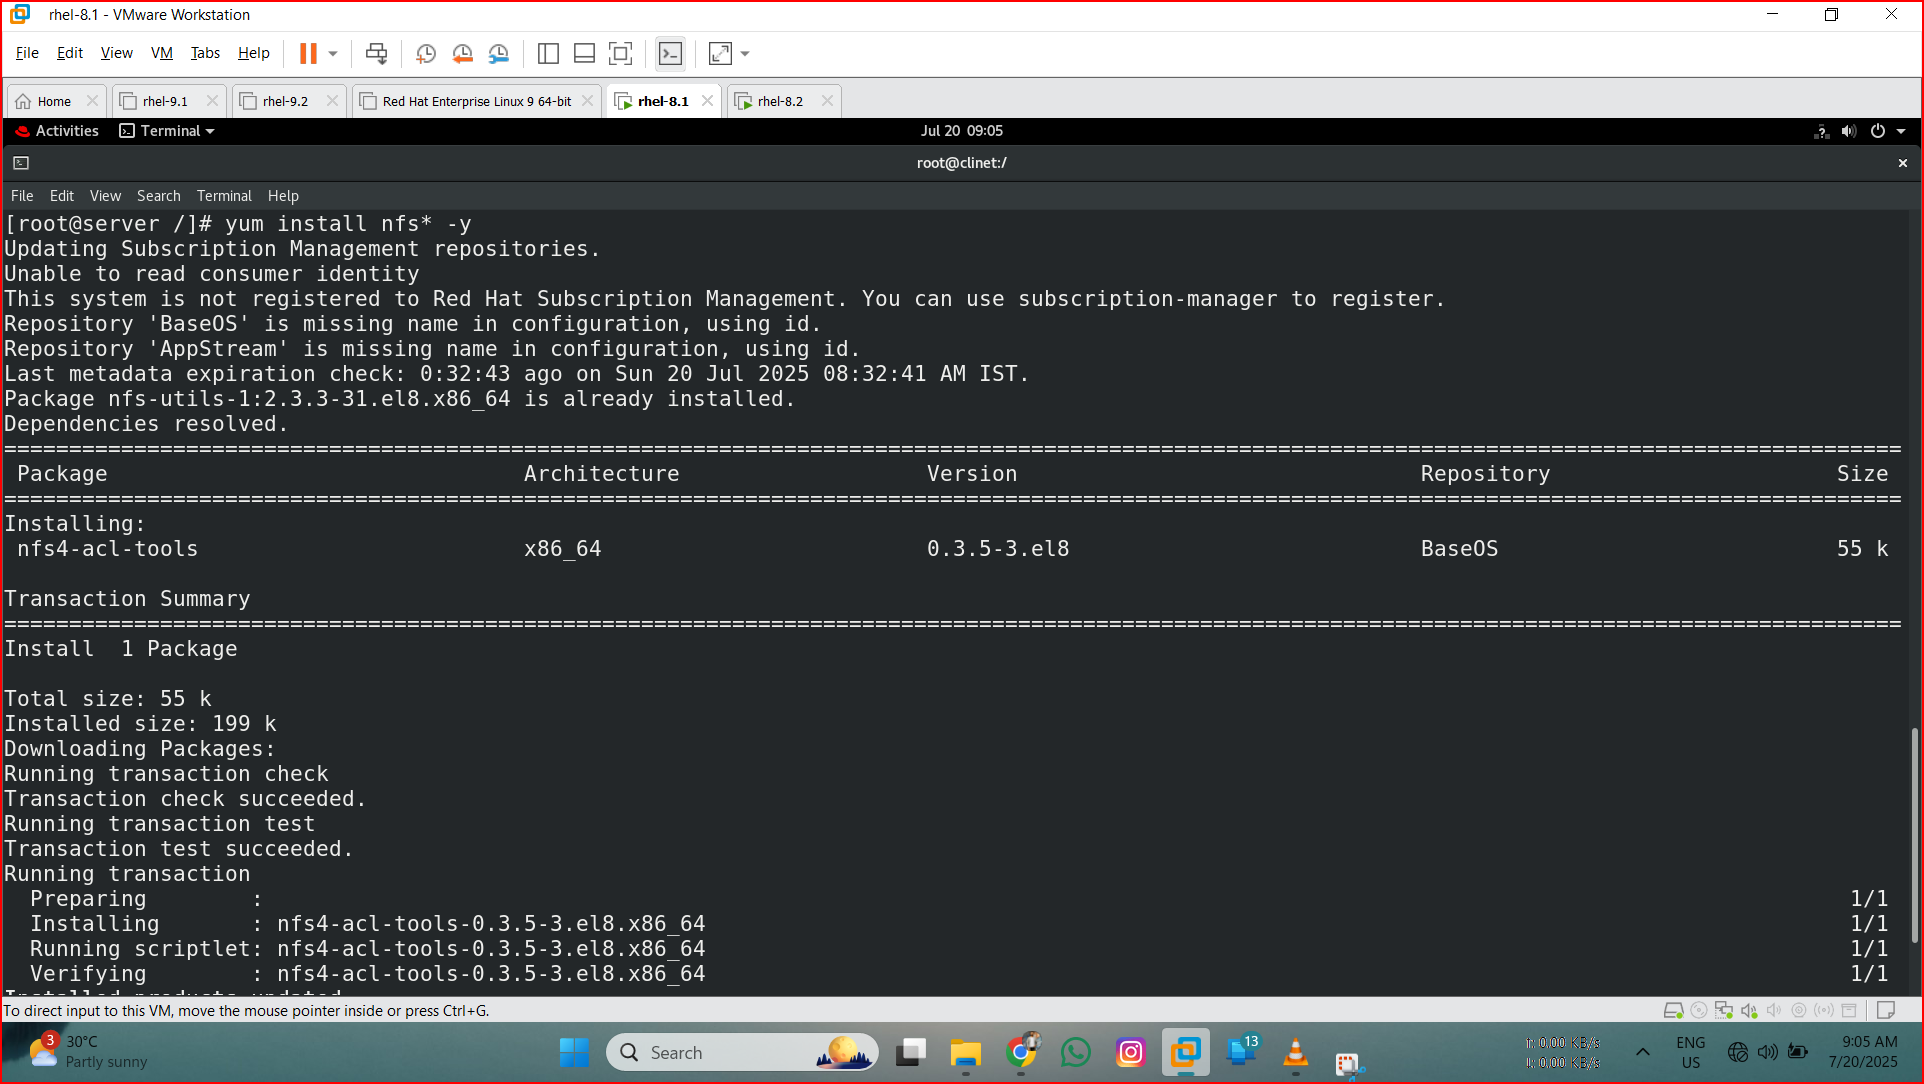 rhel-8.1 - VMware Workstation
File Edit View VM Tabs Help
Home rhel-9.1 rhel-9.2 Red Hat Enterprise Linux 9 64-bit rhel-8.1 rhel-8.2
Activities Terminal Jul 20 09:05
root@clinet:/
File Edit View Search Terminal Help
[root@server /]# yum install nfs* -y
Updating Subscription Management repositories.
Unable to read consumer identity
This system is not registered to Red Hat Subscription Management. You can use subscription-manager to register.
Repository 'BaseOS' is missing name in configuration, using id.
Repository 'AppStream' is missing name in configuration, using id.
Last metadata expiration check: 0:32:43 ago on Sun 20 Jul 2025 08:32:41 AM IST.
Package nfs-utils-1:2.3.3-31.el8.x86_64 is already installed.
Dependencies resolved.
Package Architecture Version Repository Size
Installing:
nfs4-acl-tools x86_64 0.3.5-3.el8 BaseOS 55 k
Transaction Summary
Install 1 Package
Total size: 55 k
Installed size: 199 k
Downloading Packages:
Running transaction check
Transaction check succeeded.
Running transaction test
Transaction test succeeded.
Running transaction
Preparing : 1/1
Installing : nfs4-acl-tools-0.3.5-3.el8.x86_64 1/1
Running scriptlet: nfs4-acl-tools-0.3.5-3.el8.x86_64 1/1
Verifying : nfs4-acl-tools-0.3.5-3.el8.x86_64 1/1
Installed products updated
To direct input to this VM, move the mouse pointer inside or press Ctrl+G.
3 30°C
Partly sunny
Search
13
0,00 KB/s
0,00 KB/s
ENG
US
9:05 AM
7/20/2025